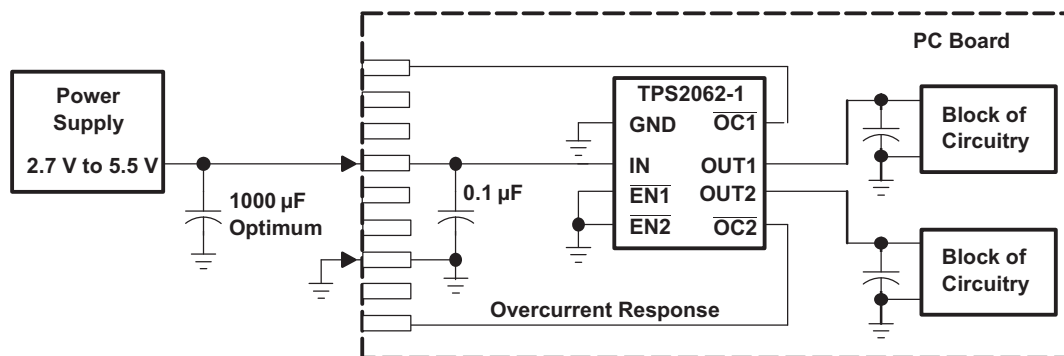 PC Board
Power
Supply
2.7 V to 5.5 V
1000 µF
Optimum
0.1 µF
TPS2062-1
GND
OC1
IN
OUT1
EN1
OUT2
EN2
OC2
Overcurrent Response
Block of
Circuitry
Block of
Circuitry